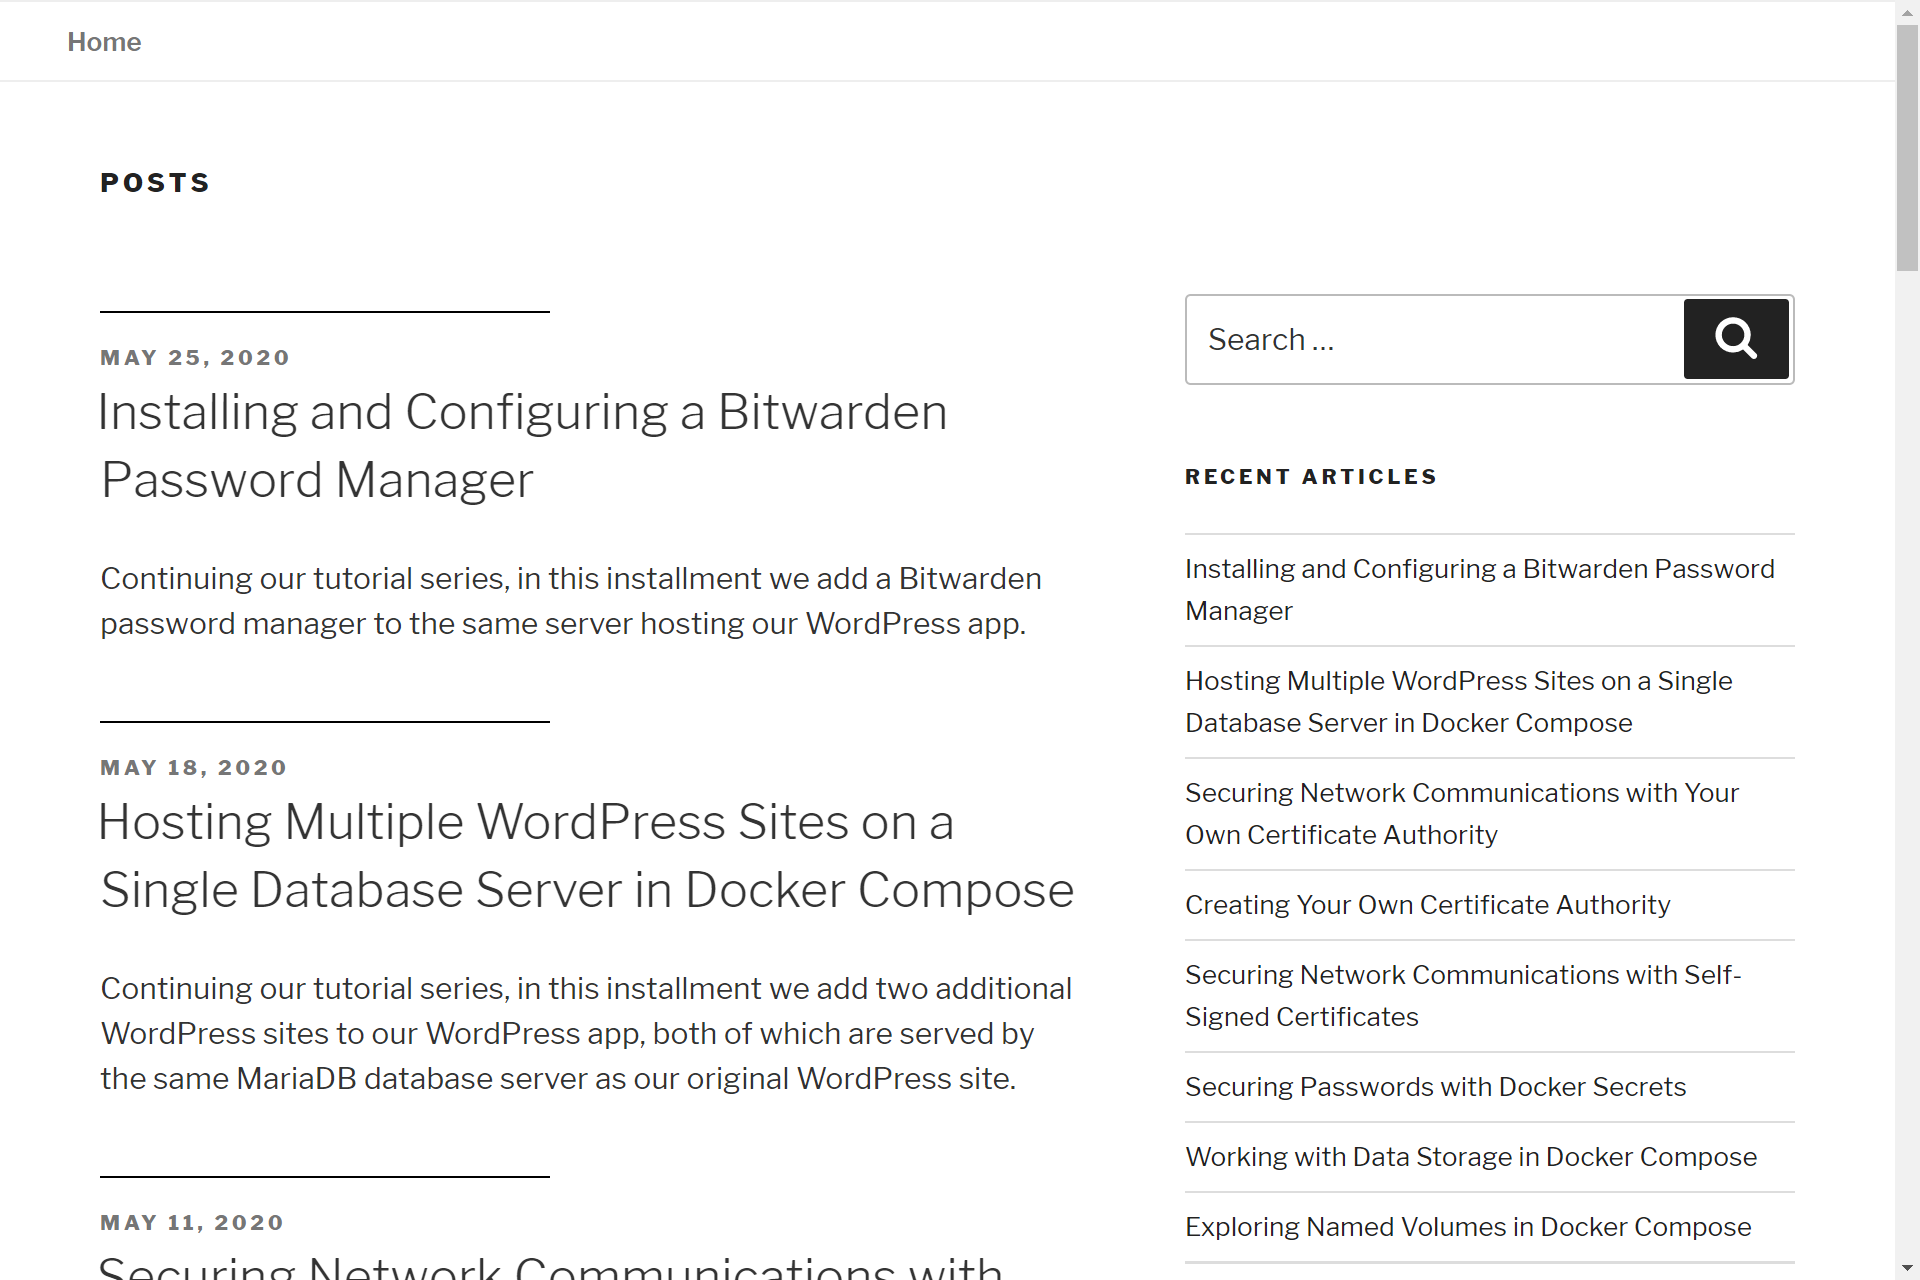 Home
POSTS
MAY 25, 2020
Installing and Configuring a Bitwarden
Password Manager
Continuing our tutorial series, in this installment we add a Bitwarden
password manager to the same server hosting our WordPress app.
MAY 18, 2020
Hosting Multiple WordPress Sites on a
Single Database Server in Docker Compose
Continuing our tutorial series, in this installment we add two additional
WordPress sites to our WordPress app, both of which are served by
the same MariaDB database server as our original WordPress site.
MAY 11, 2020
Securing Network Communications with
Search ...
RECENT ARTICLES
Installing and Configuring a Bitwarden Password
Manager
Hosting Multiple WordPress Sites on a Single
Database Server in Docker Compose
Securing Network Communications with Your
Own Certificate Authority
Creating Your Own Certificate Authority
Securing Network Communications with Self-
Signed Certificates
Securing Passwords with Docker Secrets
Working with Data Storage in Docker Compose
Exploring Named Volumes in Docker Compose